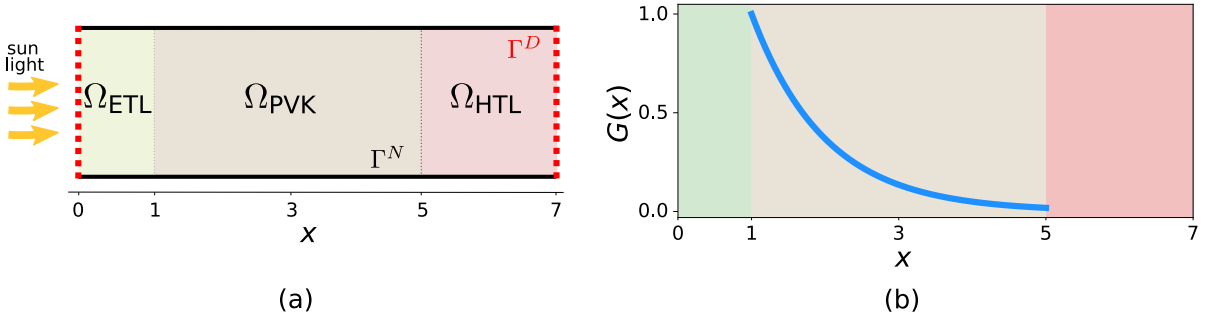 sun
light
Γ^D
Ω_ETL
Ω_PVK
Ω_HTL
Γ^N
0 1 3 5 7
x
(a)
G(x)
1.0
0.5
0.0
0 1 3 5 7
x
(b)